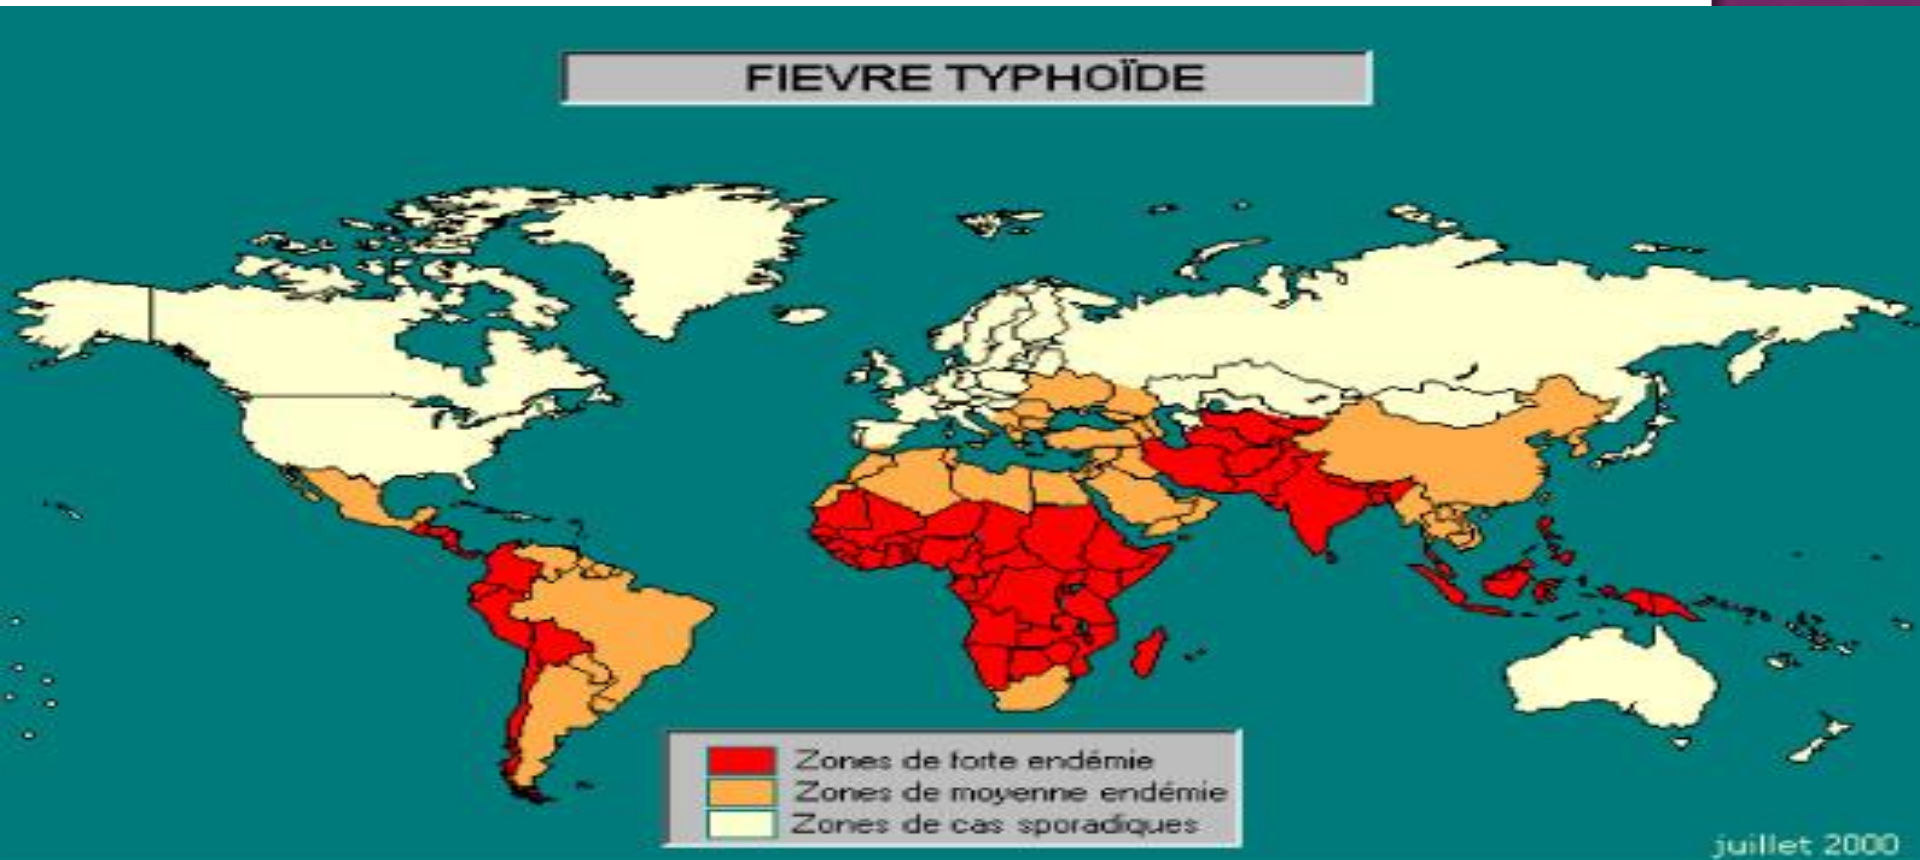 FIEVRE TYPHOÏDE
Zones de forte endémie
Zones de moyenne endémie
Zones de cas sporadiques
juillet 2000